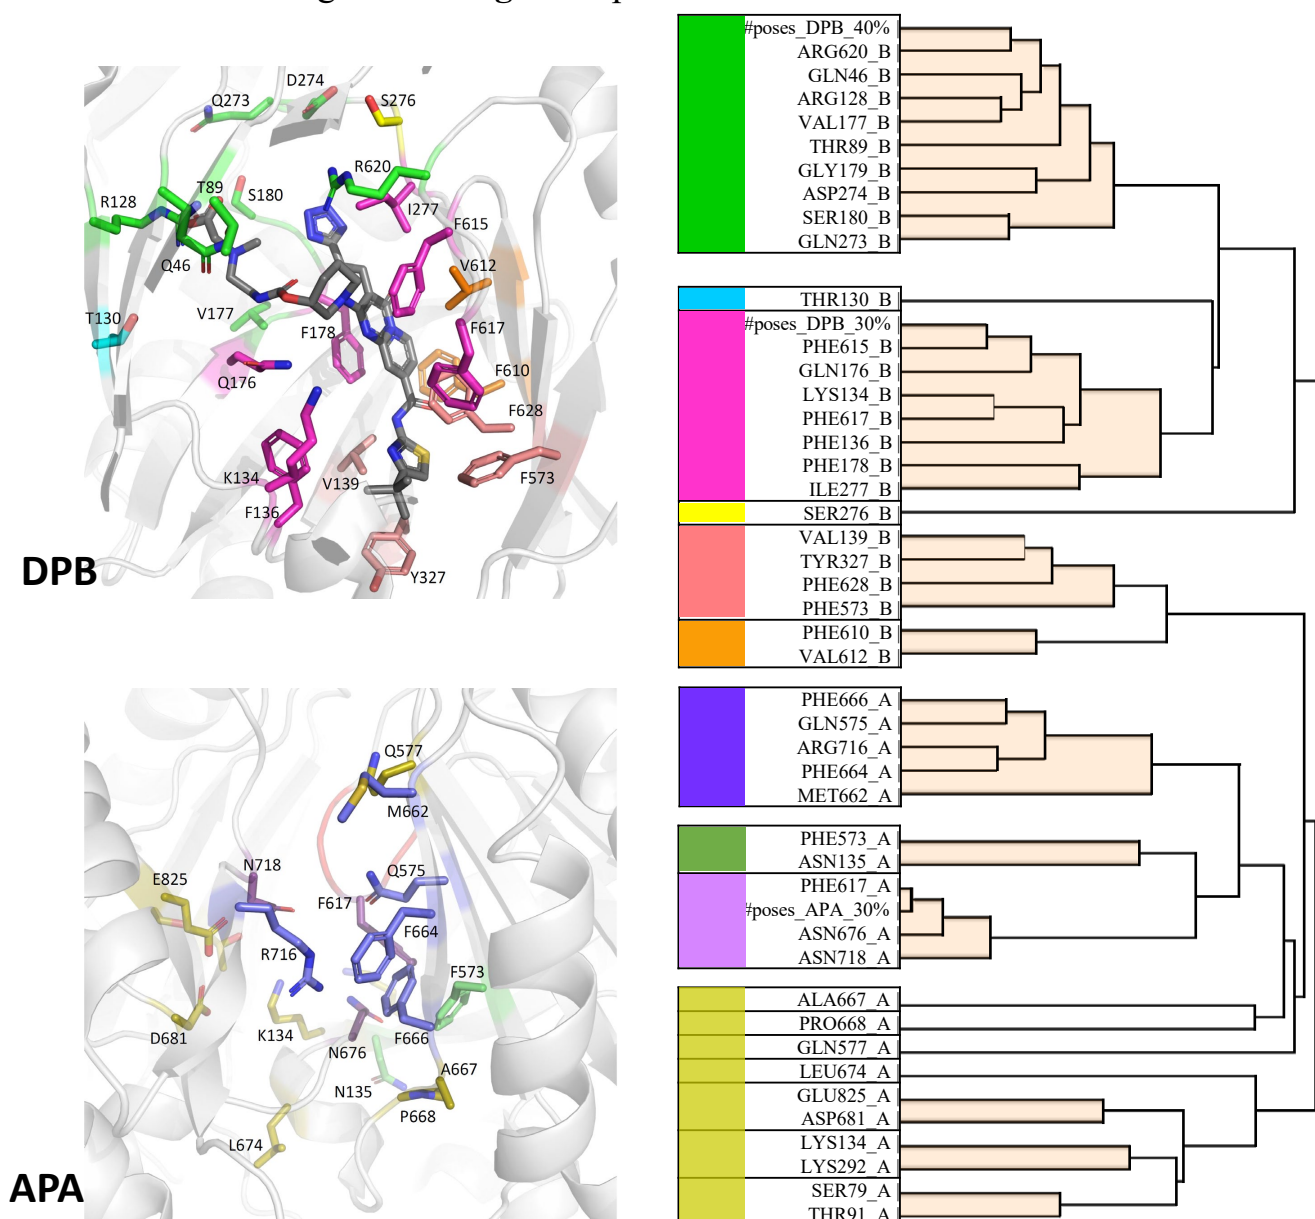 D274
Q273
S276
R620
T89
S180
R128
I277
F615
Q46
V612
V177
T130
F178
F617
Q176
F610
F628
K134
V139
F573
F136
Y327
DPB
Q577
M662
N718
Q575
E825
F617
F664
R716
F573
D681
K134
N676
F666
A667
N135
P668
L674
APA
#poses_DPB_40%
ARG620_B
GLN46_B
ARG128_B
VAL177_B
THR89_B
GLY179_B
ASP274_B
SER180_B
GLN273_B
THR130_B
#poses_DPB_30%
PHE615_B
GLN176_B
LYS134_B
PHE617_B
PHE136_B
PHE178_B
ILE277_B
SER276_B
VAL139_B
TYR327_B
PHE628_B
PHE573_B
PHE610_B
VAL612_B
PHE666_A
GLN575_A
ARG716_A
PHE664_A
MET662_A
PHE573_A
ASN135_A
PHE617_A
#poses_APA_30%
ASN676_A
ASN718_A
ALA667_A
PRO668_A
GLN577_A
LEU674_A
GLU825_A
ASP681_A
LYS134_A
LYS292_A
SER79_A
THR91_A